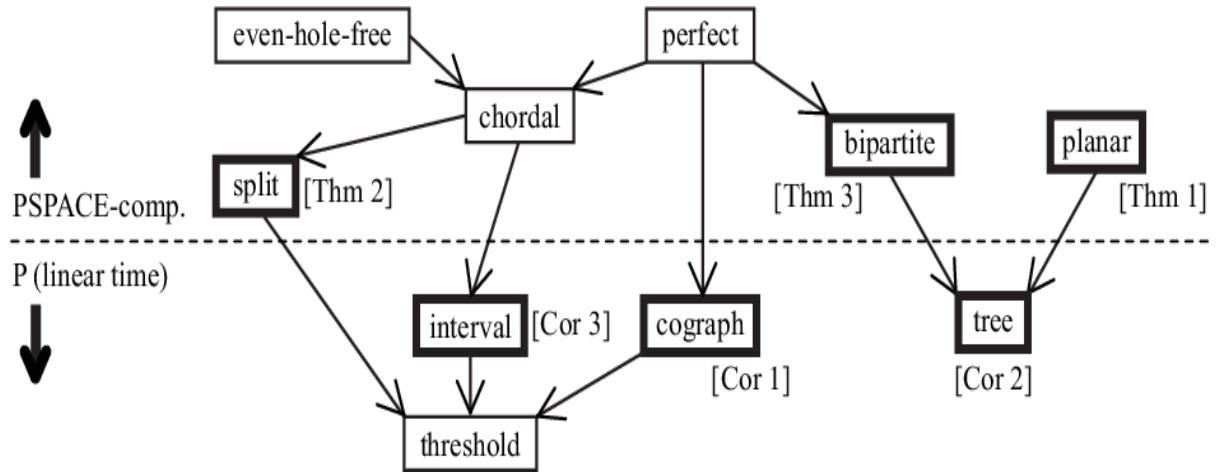 even-hole-free
perfect
chordal
bipartite
planar
split
[Thm 2]
[Thm 3]
[Thm 1]
PSPACE-comp.
P (linear time)
interval
[Cor 3]
cograph
tree
[Cor 1]
[Cor 2]
threshold